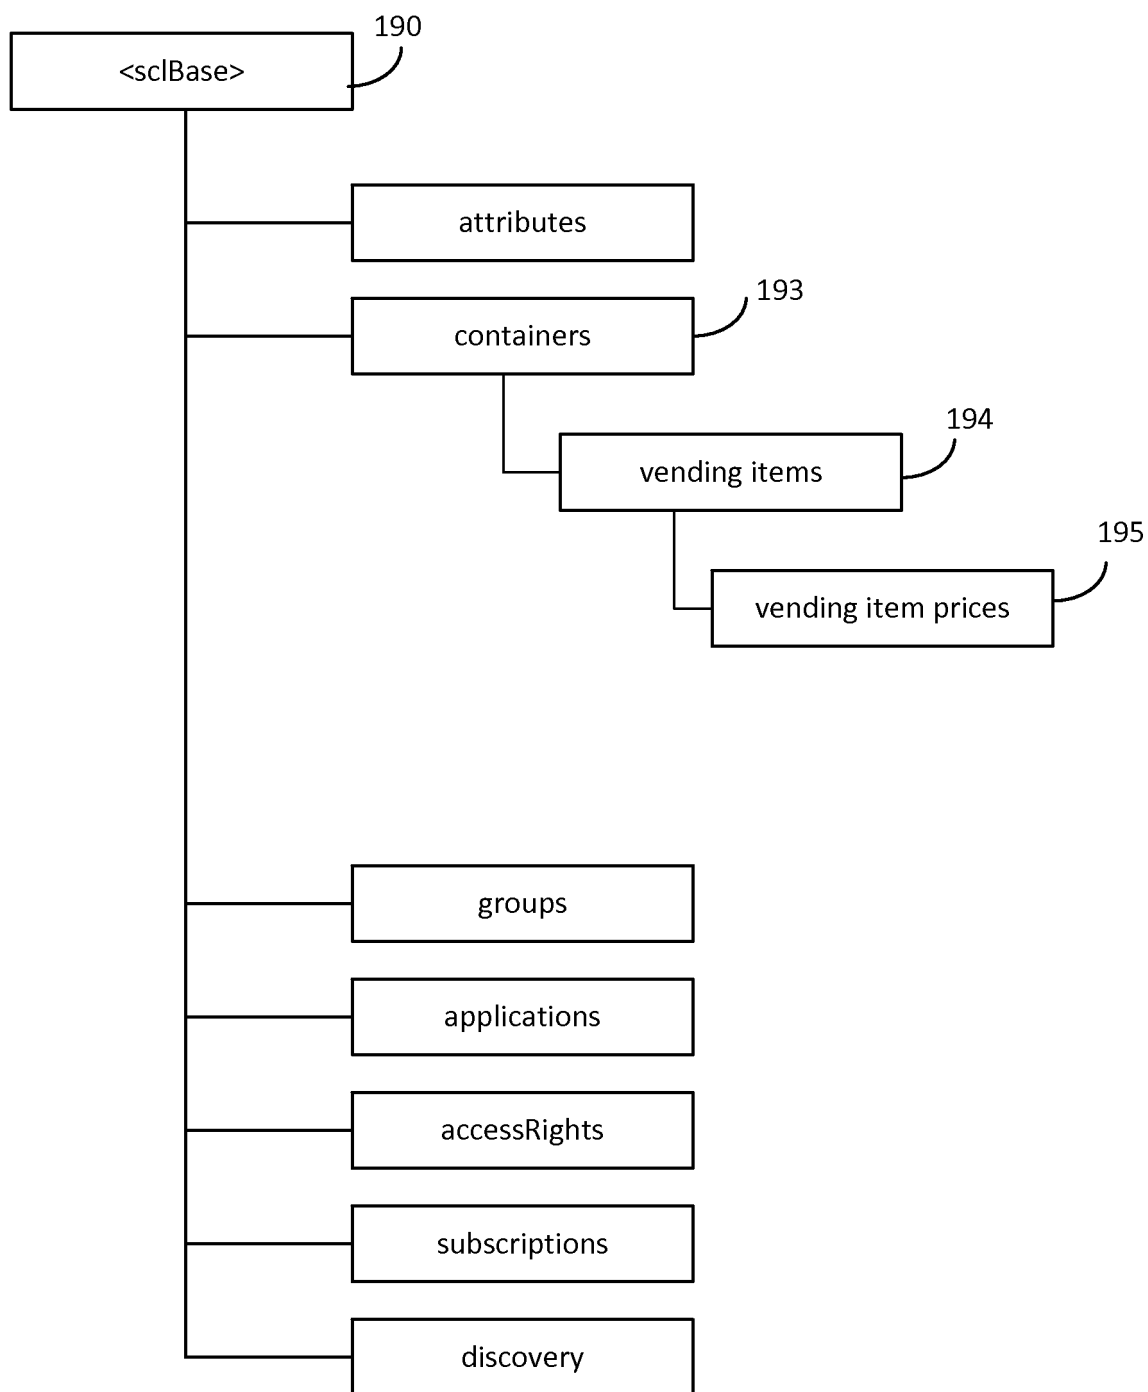 190
<sclBase>
attributes
193
containers
194
vending items
195
vending item prices
groups
applications
accessRights
subscriptions
discovery